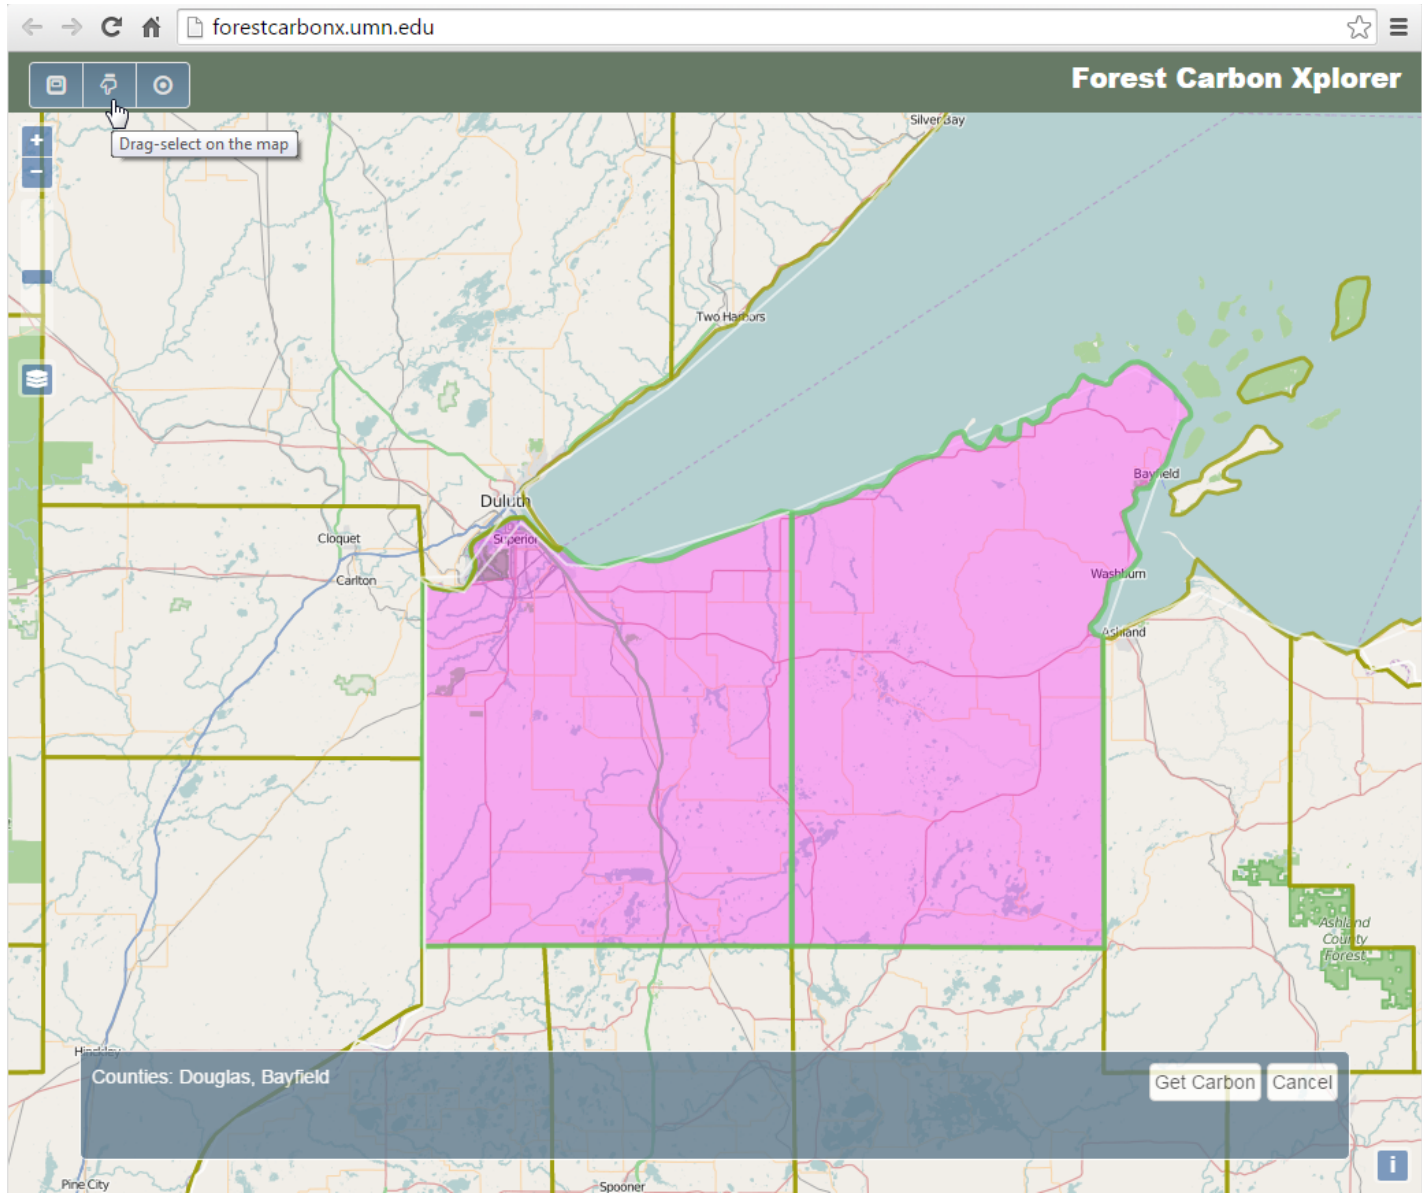 forestcarbonx.umn.edu
Forest Carbon Xplorer
Drag-select on the map
+
−
Silver Bay
Two Harbors
Duluth
Superior
Cloquet
Carlton
Bayfield
Washburn
Ashland
Ashland
County
Forest
Hinckley
Counties: Douglas, Bayfield
Get Carbon
Cancel
i
Pine City
Spooner